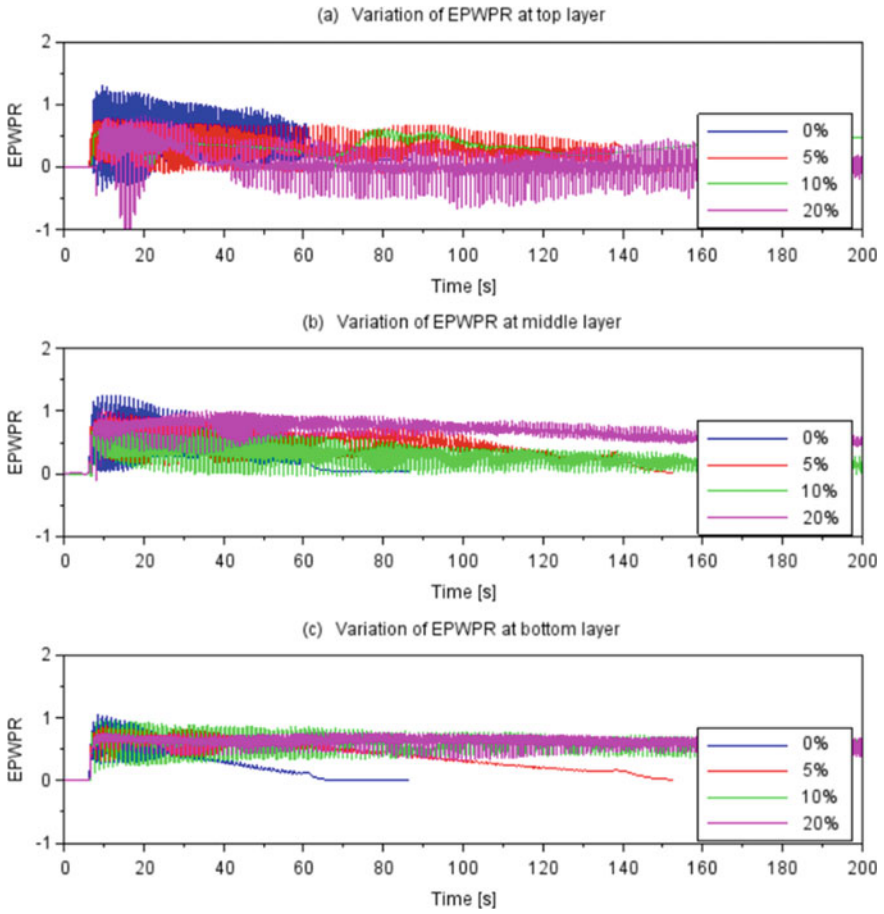 (a) Variation of EPWPR at top layer
2
1
0
-1
EPWPR
0%
5%
10%
20%
0 20 40 60 80 100 120 140 160 180 200
Time [s]
(b) Variation of EPWPR at middle layer
2
1
0
-1
EPWPR
0%
5%
10%
20%
0 20 40 60 80 100 120 140 160 180 200
Time [s]
(c) Variation of EPWPR at bottom layer
2
1
0
-1
EPWPR
0%
5%
10%
20%
0 20 40 60 80 100 120 140 160 180 200
Time [s]